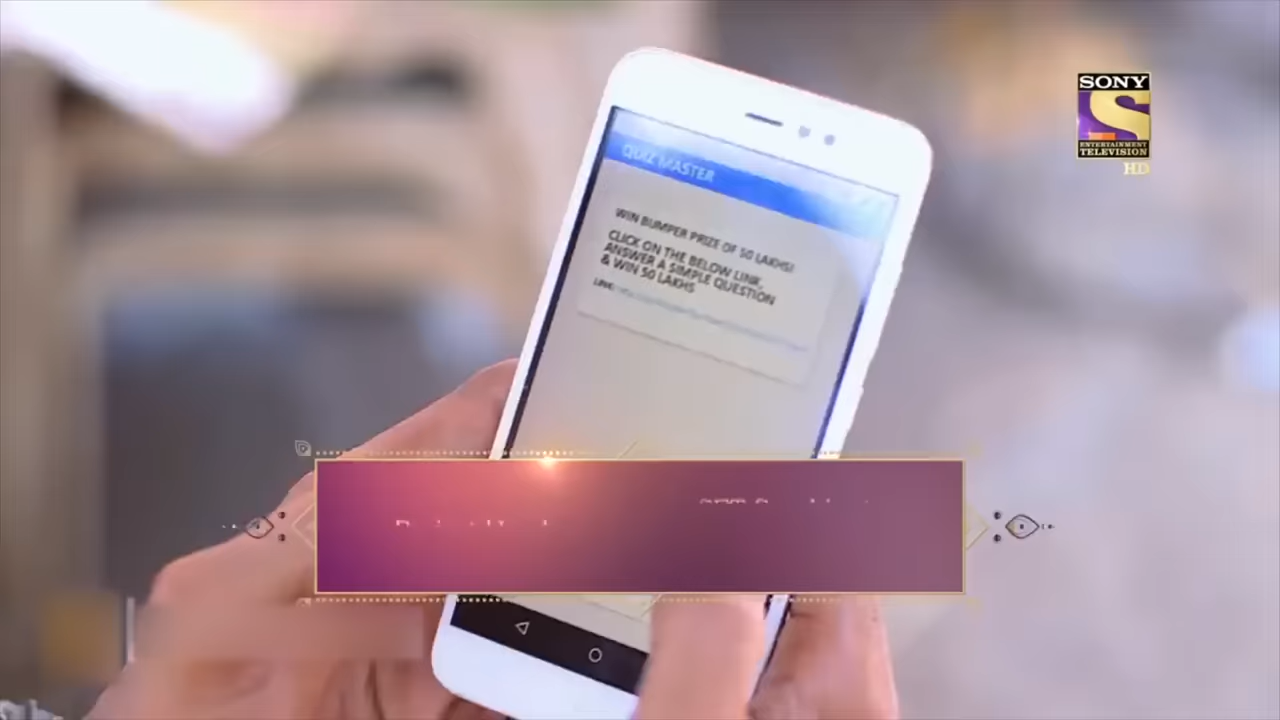 SONY
ENTERTAINMENT
TELEVISION
HD
QUIZ MASTER
WIN BUMPER PRIZE OF 50 LAKHS!
CLICK ON THE BELOW LINK,
ANSWER A SIMPLE QUESTION
& WIN 50 LAKHS
LINK: